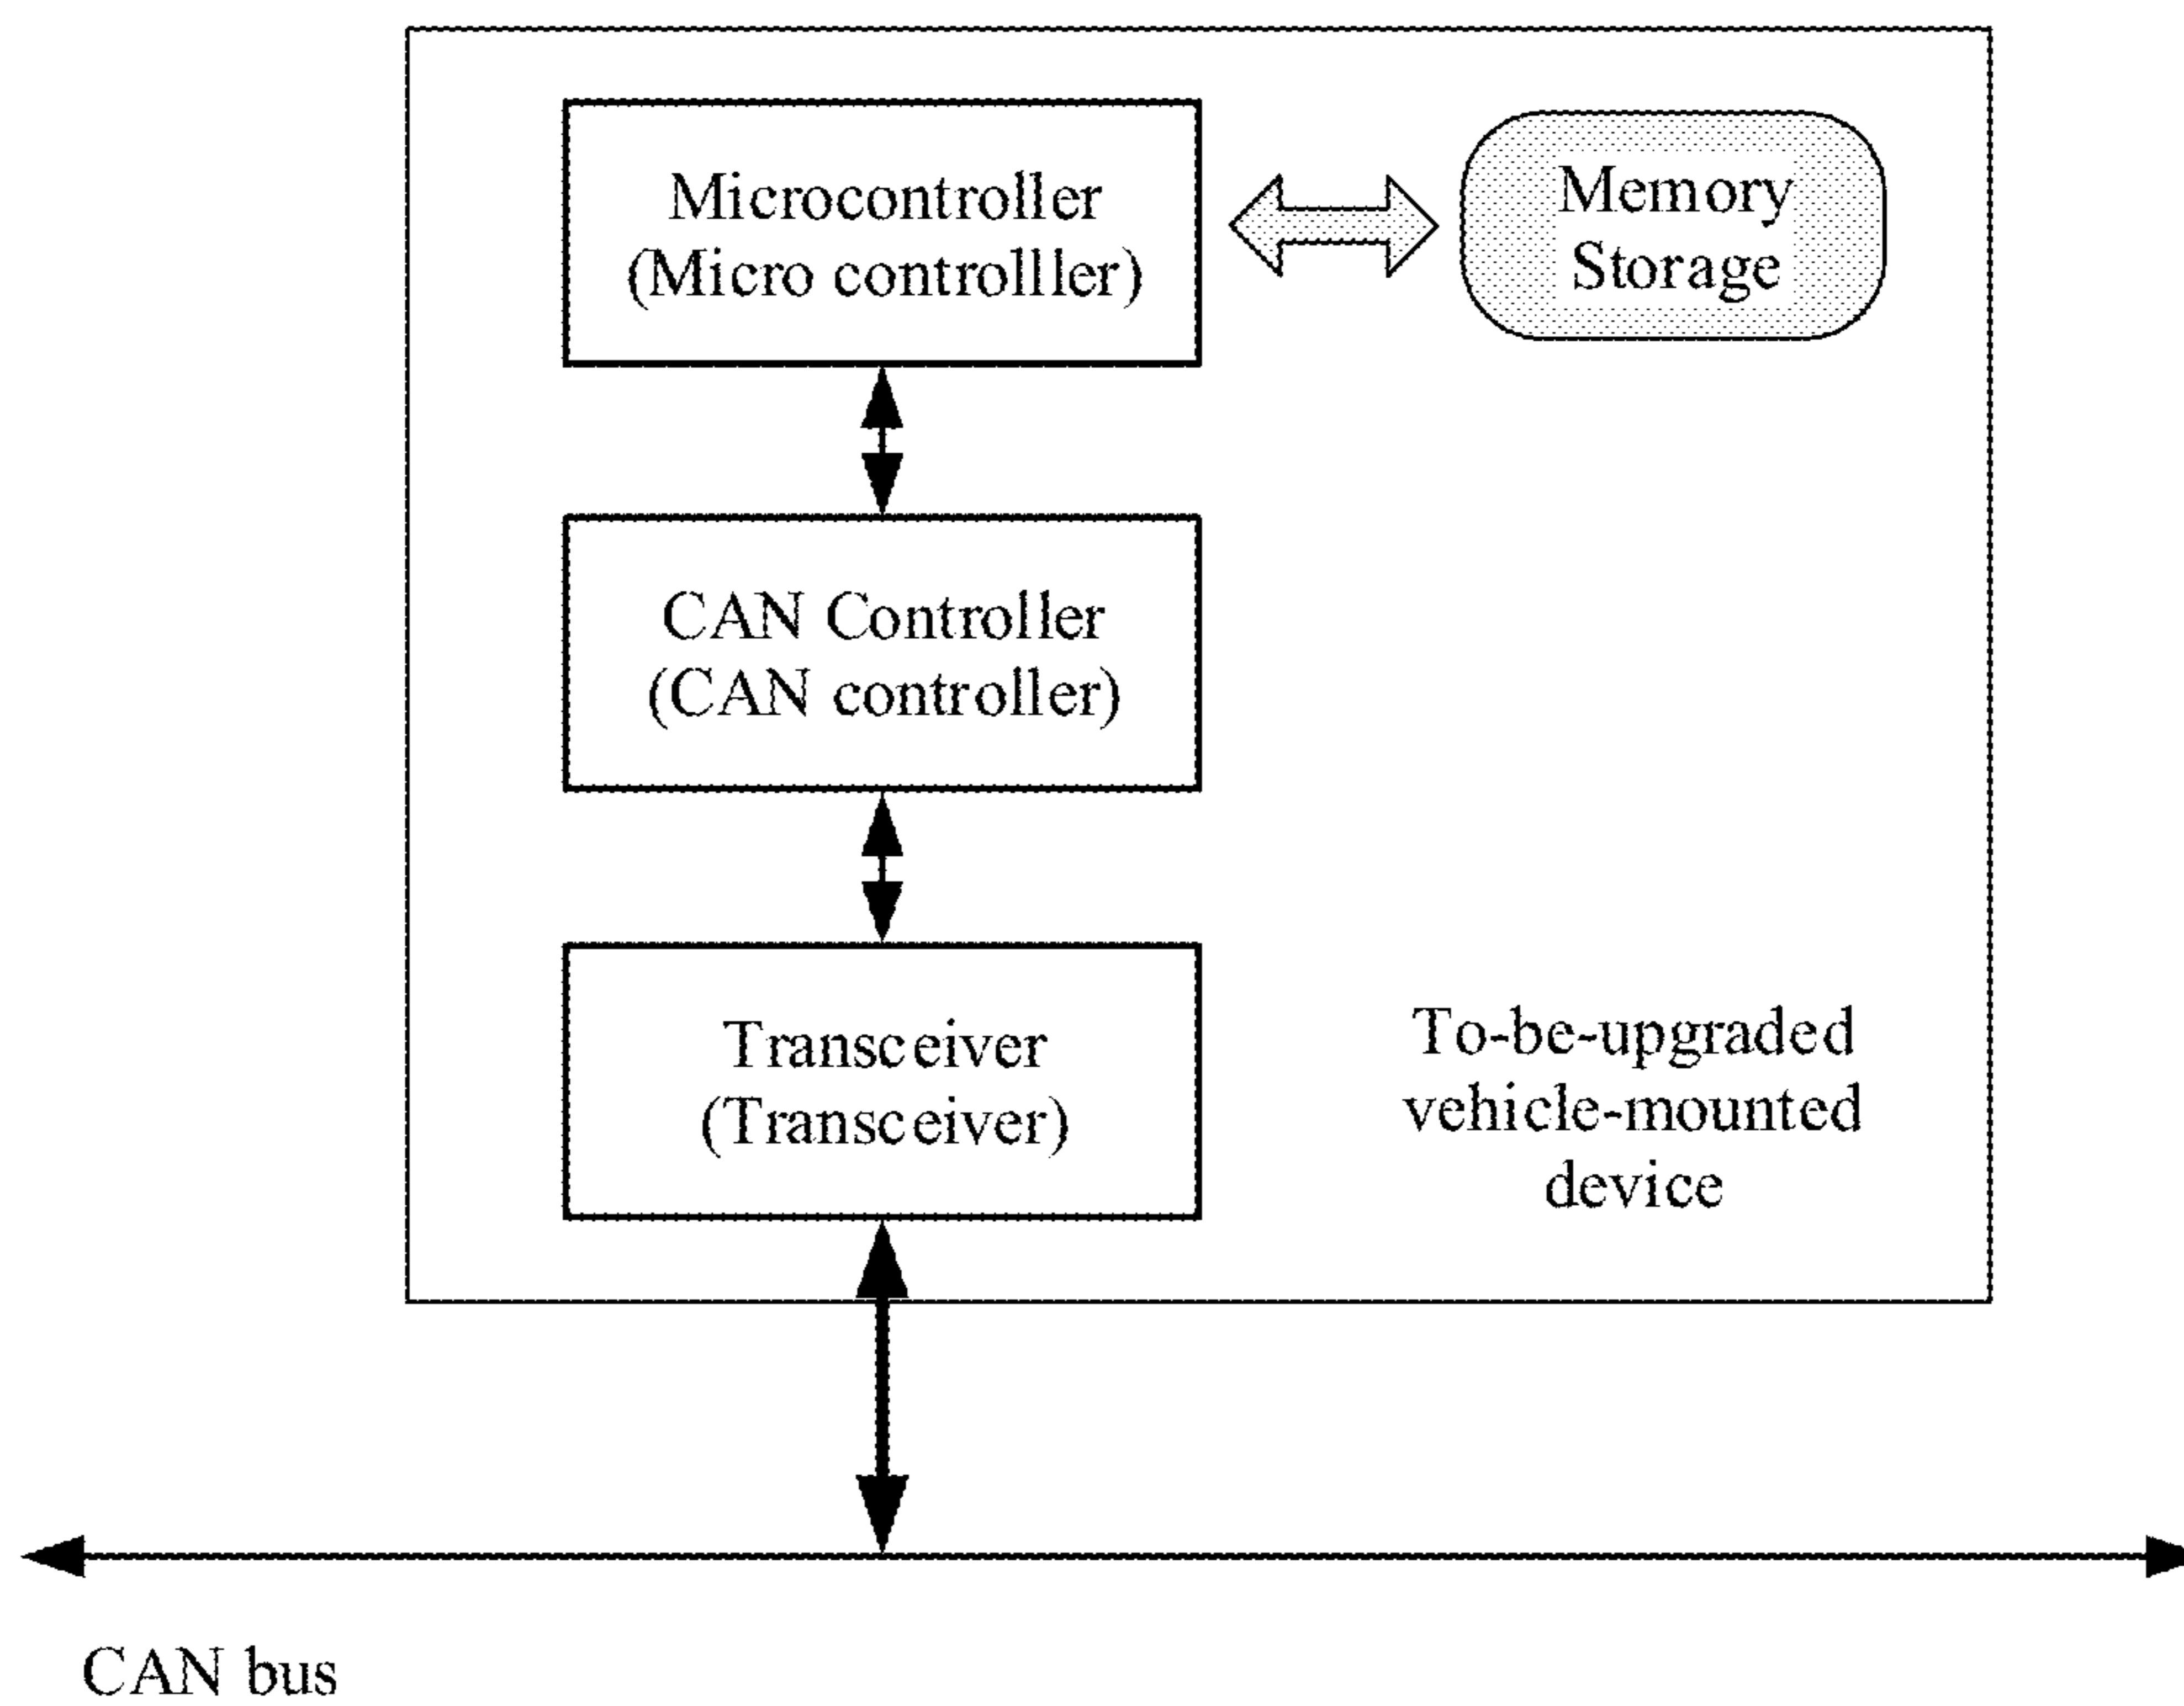 Microcontroller
(Micro controlller)
Memory
Storage
CAN Controller
(CAN controller)
Transceiver
(Transceiver)
To-be-upgraded
vehicle-mounted
device
CAN bus